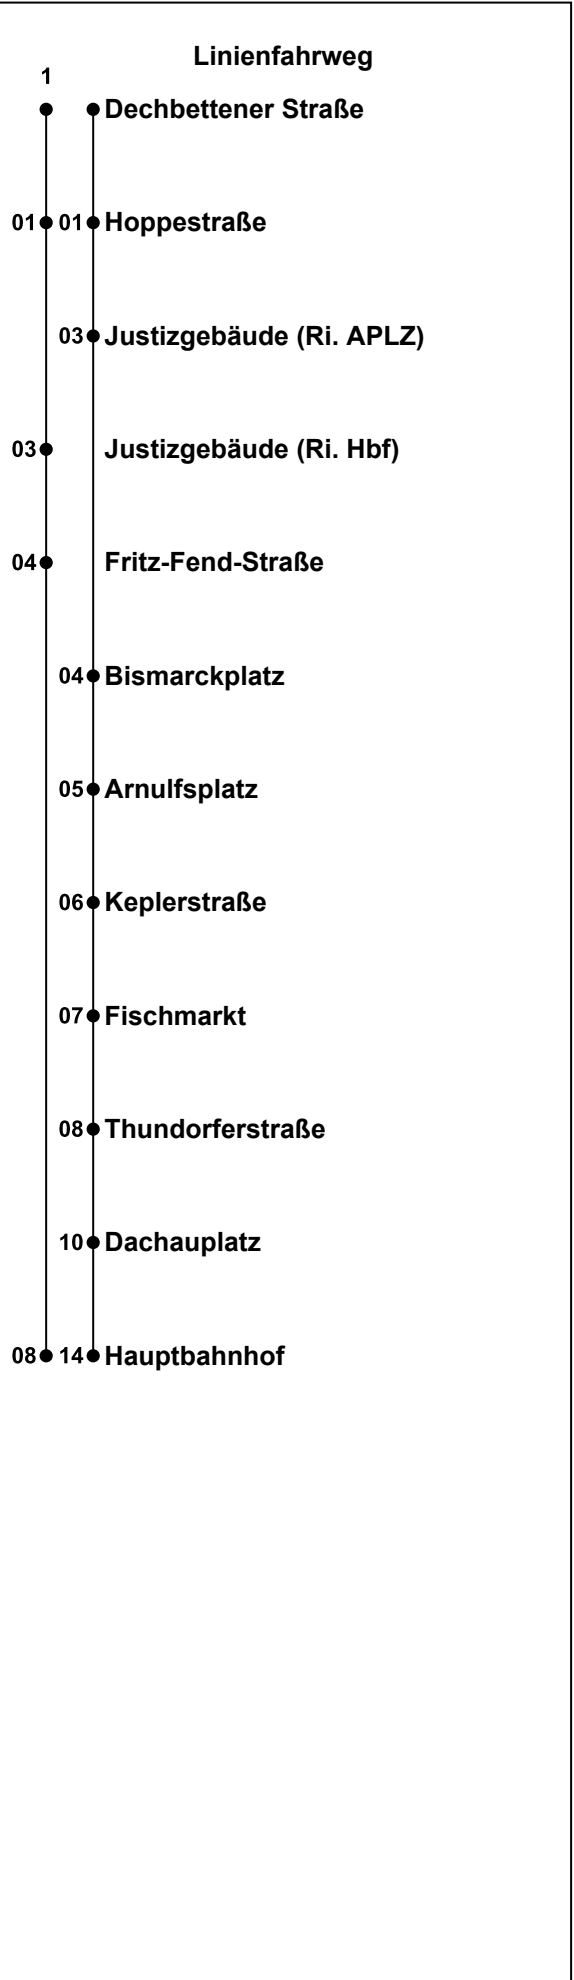 Linienfahrweg
1
Dechbettener Straße
01 01 Hoppestraße
03 Justizgebäude (Ri. APLZ)
03 Justizgebäude (Ri. Hbf)
04 Fritz-Fend-Straße
04 Bismarckplatz
05 Arnulfsplatz
06 Keplerstraße
07 Fischmarkt
08 Thundorferstraße
10 Dachauplatz
08 14 Hauptbahnhof